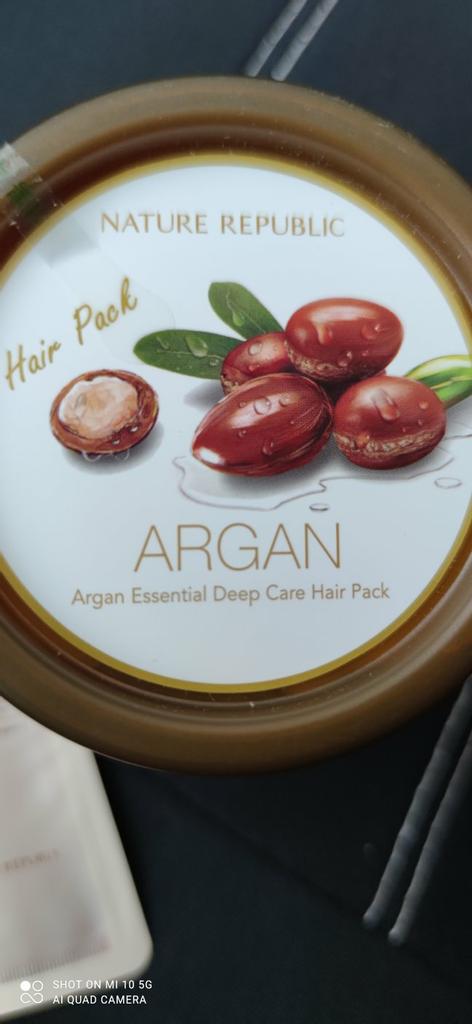 NATURE REPUBLIC
Hair Pack
ARGAN
Argan Essential Deep Care Hair Pack
SHOT ON MI 10 5G
AI QUAD CAMERA